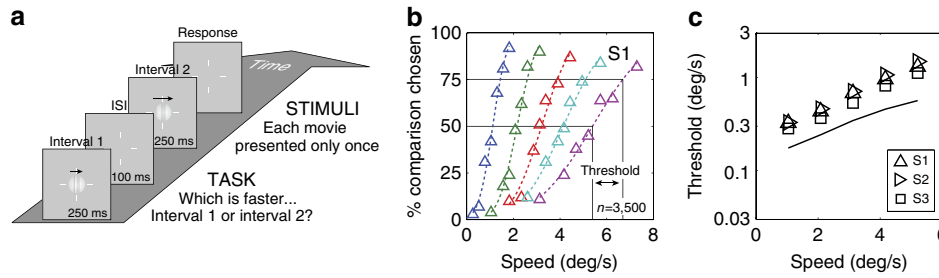 a
Response
Time
Interval 2
ISI
Interval 1
250 ms
100 ms
250 ms
STIMULI
Each movie
presented only once
TASK
Which is faster...
Interval 1 or interval 2?
b
S1
% comparison chosen
100
75
50
25
0
Threshold
n=3,500
0 2 4 6 8
Speed (deg/s)
c
Threshold (deg/s)
3
1
0.3
0.1
0.03
S1
S2
S3
0 2 4 6
Speed (deg/s)